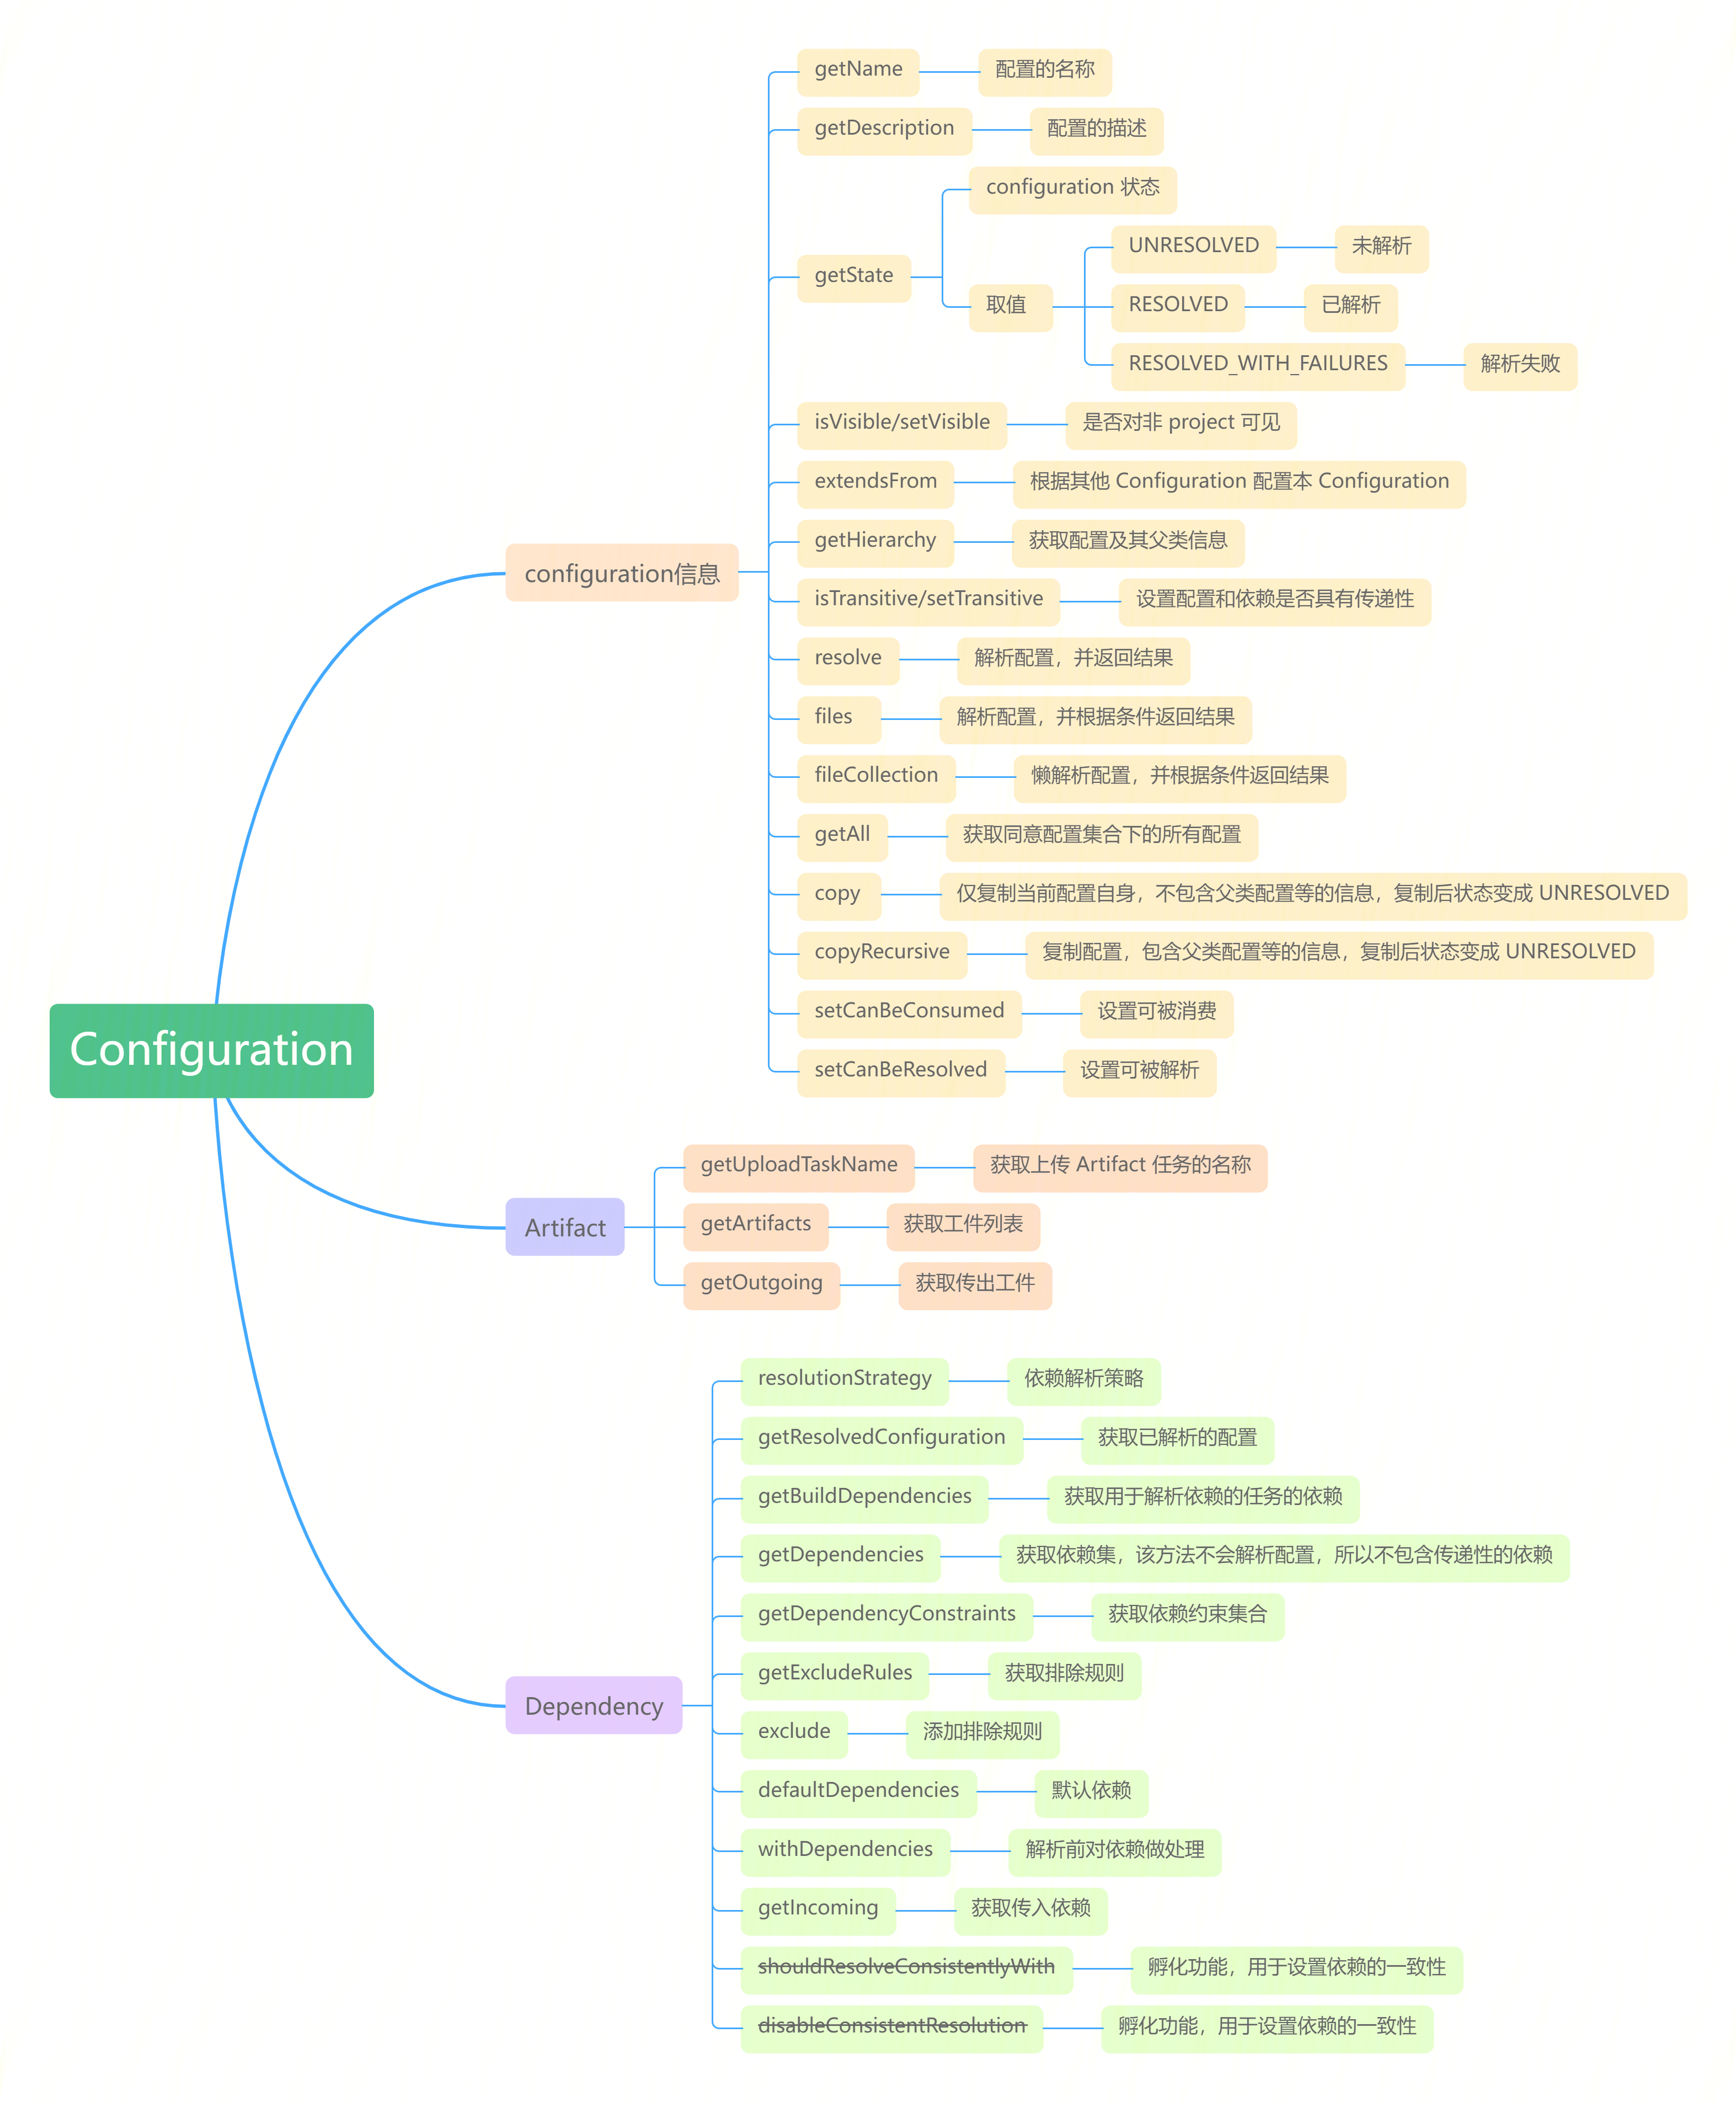 Configuration
configuration信息
getName
配置的名称
getDescription
配置的描述
getState
configuration 状态
取值
UNRESOLVED
未解析
RESOLVED
已解析
RESOLVED_WITH_FAILURES
解析失败
isVisible/setVisible
是否对非 project 可见
extendsFrom
根据其他 Configuration 配置本 Configuration
getHierarchy
获取配置及其父类信息
isTransitive/setTransitive
设置配置和依赖是否具有传递性
resolve
解析配置，并返回结果
files
解析配置，并根据条件返回结果
fileCollection
懒解析配置，并根据条件返回结果
getAll
获取同意配置集合下的所有配置
copy
仅复制当前配置自身，不包含父类配置等的信息，复制后状态变成 UNRESOLVED
copyRecursive
复制配置，包含父类配置等的信息，复制后状态变成 UNRESOLVED
setCanBeConsumed
设置可被消费
setCanBeResolved
设置可被解析
Artifact
getUploadTaskName
获取上传 Artifact 任务的名称
getArtifacts
获取工件列表
getOutgoing
获取传出工件
Dependency
resolutionStrategy
依赖解析策略
getResolvedConfiguration
获取已解析的配置
getBuildDependencies
获取用于解析依赖的任务的依赖
getDependencies
获取依赖集，该方法不会解析配置，所以不包含传递性的依赖
getDependencyConstraints
获取依赖约束集合
getExcludeRules
获取排除规则
exclude
添加排除规则
defaultDependencies
默认依赖
withDependencies
解析前对依赖做处理
getIncoming
获取传入依赖
shouldResolveConsistentlyWith
孵化功能，用于设置依赖的一致性
disableConsistentResolution
孵化功能，用于设置依赖的一致性